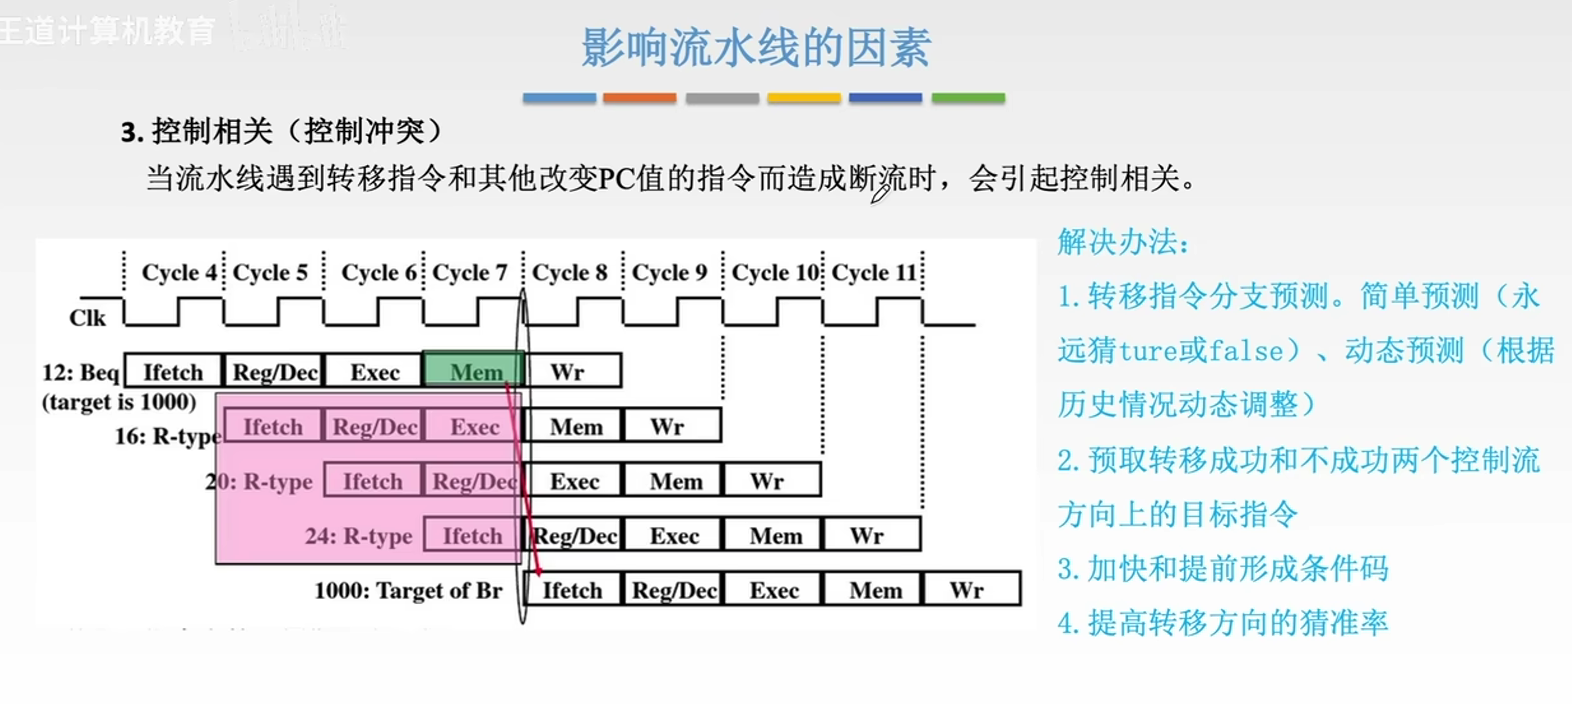 王道计算机教育
影响流水线的因素
3. 控制相关（控制冲突）
当流水线遇到转移指令和其他改变PC值的指令而造成断流时，会引起控制相关。
Cycle 4 Cycle 5 Cycle 6 Cycle 7 Cycle 8 Cycle 9 Cycle 10 Cycle 11
Clk
12: Beq Ifetch Reg/Dec Exec Mem Wr
(target is 1000)
16: R-type Ifetch Reg/Dec Exec Mem Wr
20: R-type Ifetch Reg/Dec Exec Mem Wr
24: R-type Ifetch Reg/Dec Exec Mem Wr
1000: Target of Br Ifetch Reg/Dec Exec Mem Wr
解决办法：
1.转移指令分支预测。简单预测（永
远猜ture或false）、动态预测（根据
历史情况动态调整）
2.预取转移成功和不成功两个控制流
方向上的目标指令
3.加快和提前形成条件码
4.提高转移方向的猜准率